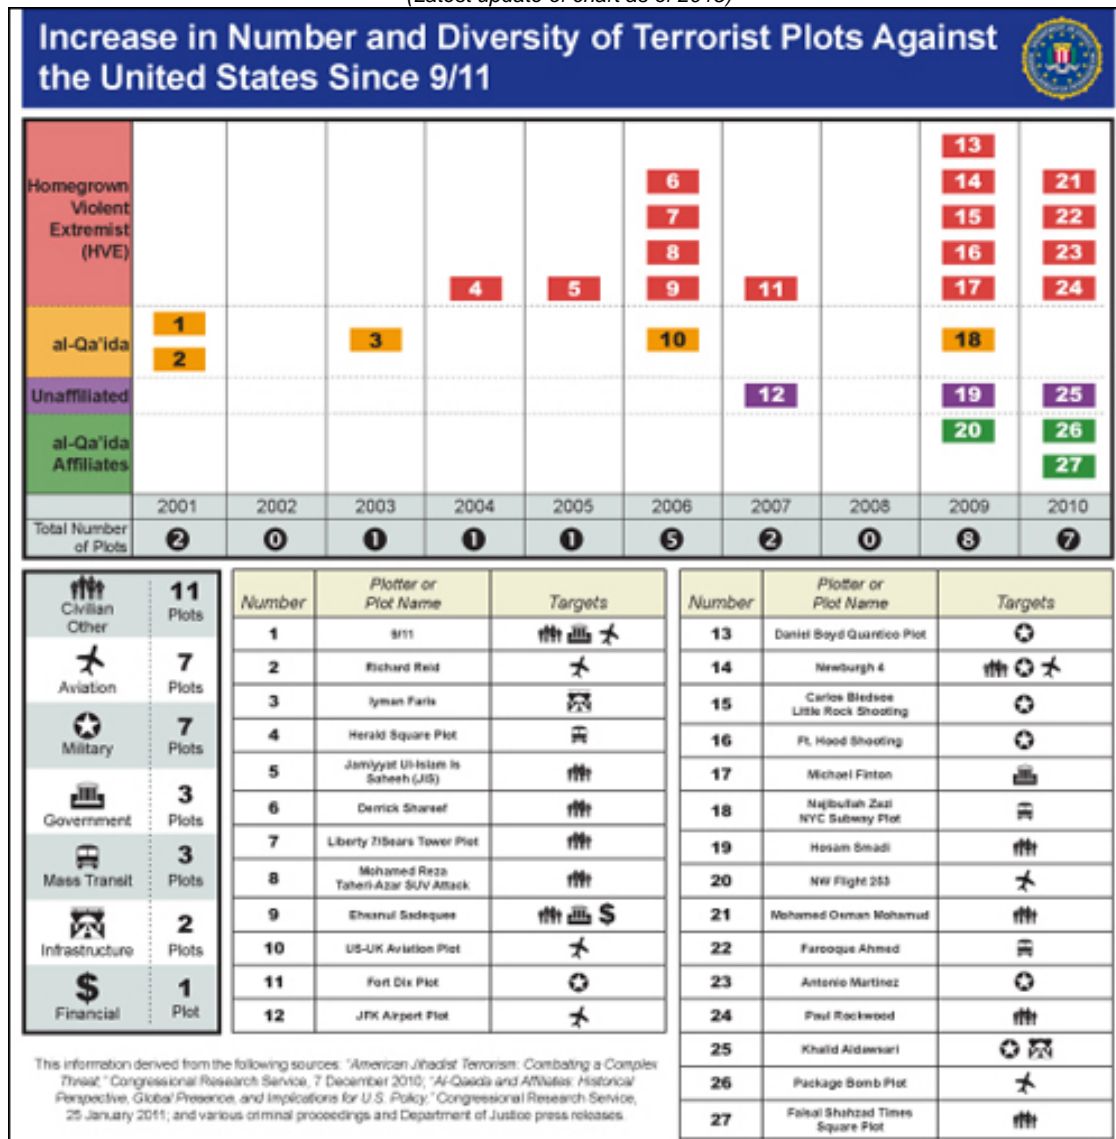 (Latest update of chart as of 2013)
Increase in Number and Diversity of Terrorist Plots Against
the United States Since 9/11
Homegrown
Violent
Extremist
(HVE)
13
6 14 21
7 15 22
8 16 23
4 5 9 11 17 24
al-Qa'ida
1 3 10 18
2
Unaffiliated 12 19 25
al-Qa'ida
Affiliates
20 26
27
2001 2002 2003 2004 2005 2006 2007 2008 2009 2010
Total Number
of Plots
2 0 1 1 1 5 2 0 8 7
Civilian
Other
11
Plots
Aviation
7
Plots
Military
7
Plots
Government
3
Plots
Mass Transit
3
Plots
Infrastructure
2
Plots
$
Financial
1
Plot
Number Plotter or
Plot Name Targets
1 9/11
2 Richard Reid
3 Iyman Faris
4 Herald Square Plot
5 Jamiyyat Ul-Islam Is
Saheeh (JIS)
6 Derrick Shareef
7 Liberty 7/Sears Tower Plot
8 Mohamed Reza
Taheri-Azar SUV Attack
9 Ehsanul Sadequee $
10 US-UK Aviation Plot
11 Fort Dix Plot
12 JFK Airport Plot
Number Plotter or
Plot Name Targets
13 Daniel Boyd Quantico Plot
14 Newburgh 4
15 Carlos Bledsoe
Little Rock Shooting
16 Ft. Hood Shooting
17 Michael Finton
18 Najibullah Zazi
NYC Subway Plot
19 Hosam Smadi
20 NW Flight 253
21 Mohamed Osman Mohamud
22 Farooque Ahmed
23 Antonio Martinez
24 Paul Rockwood
25 Khalid Aldawsari
26 Package Bomb Plot
27 Faisal Shahzad Times
Square Plot
This information derived from the following sources: "American Jihadist Terrorism: Combating a Complex
Threat," Congressional Research Service, 7 December 2010; "Al-Qaeda and Affiliates: Historical
Perspective, Global Presence, and Implications for U.S. Policy," Congressional Research Service,
25 January 2011; and various criminal proceedings and Department of Justice press releases.